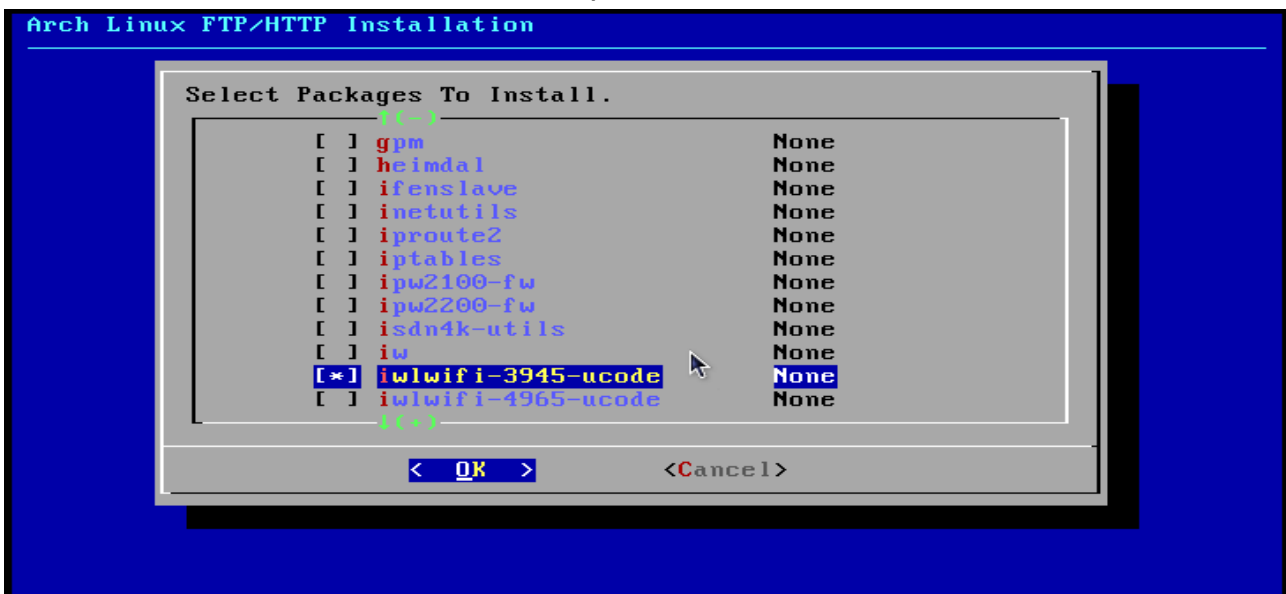 Arch Linux FTP/HTTP Installation
Select Packages To Install.
↑(-)
[ ] gpm None
[ ] heimdal None
[ ] ifenslave None
[ ] inetutils None
[ ] iproute2 None
[ ] iptables None
[ ] ipw2100-fw None
[ ] ipw2200-fw None
[ ] isdn4k-utils None
[ ] iw None
[*] iwlwifi-3945-ucode None
[ ] iwlwifi-4965-ucode None
↓(+)
< OK > <Cancel>